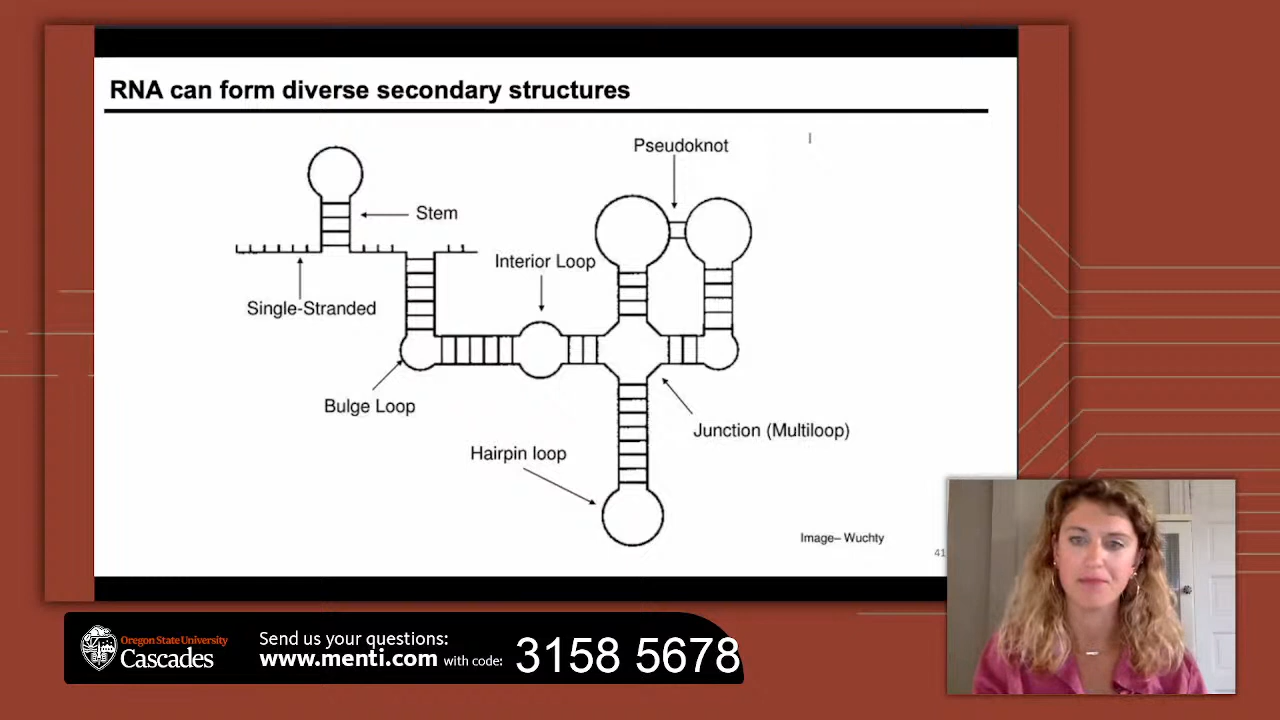 RNA can form diverse secondary structures
Pseudoknot
Stem
Interior Loop
Single-Stranded
Bulge Loop
Junction (Multiloop)
Hairpin loop
Image– Wuchty
41
Oregon State University
Cascades
Send us your questions:
www.menti.com with code:
3158 5678